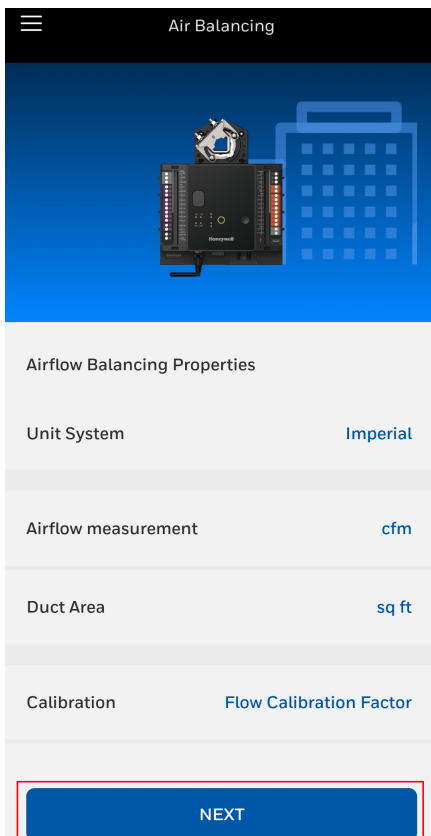 Air Balancing
Honeywell
Airflow Balancing Properties
Unit System Imperial
Airflow measurement cfm
Duct Area sq ft
Calibration Flow Calibration Factor
NEXT